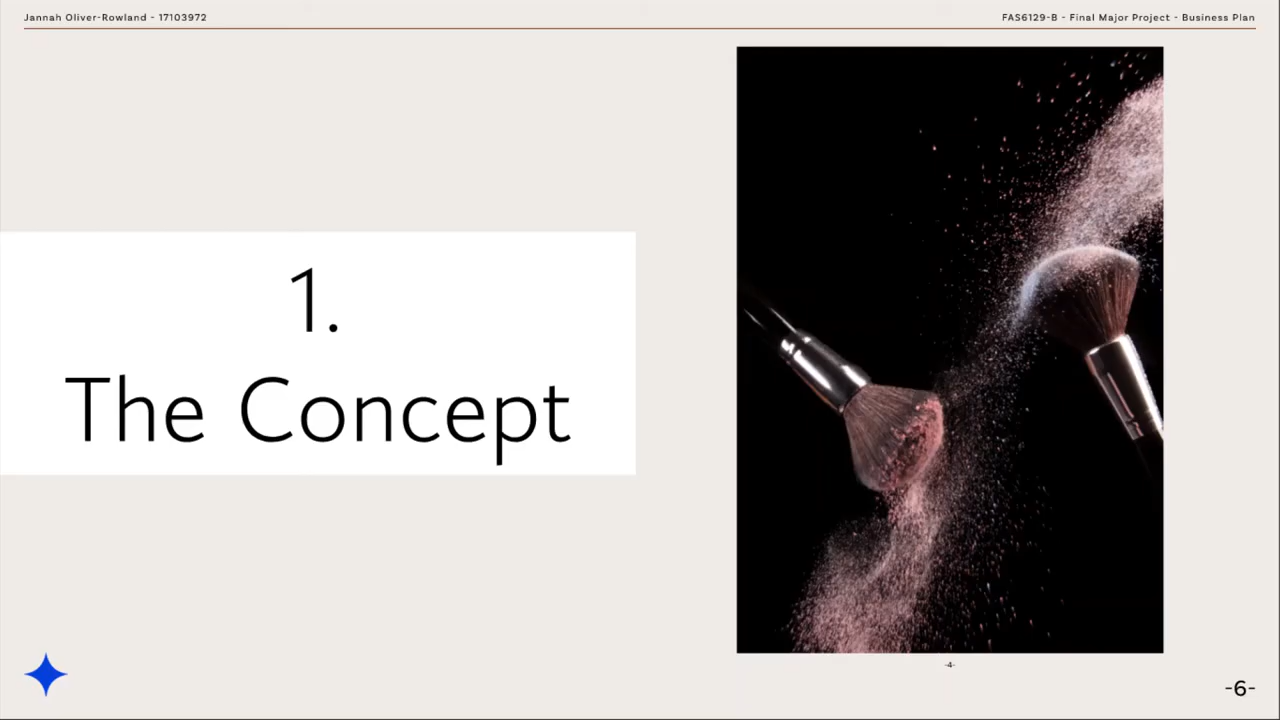 Jannah Oliver-Rowland - 17103972
FAS6129-B - Final Major Project - Business Plan
1.
The Concept
-4-
-6-